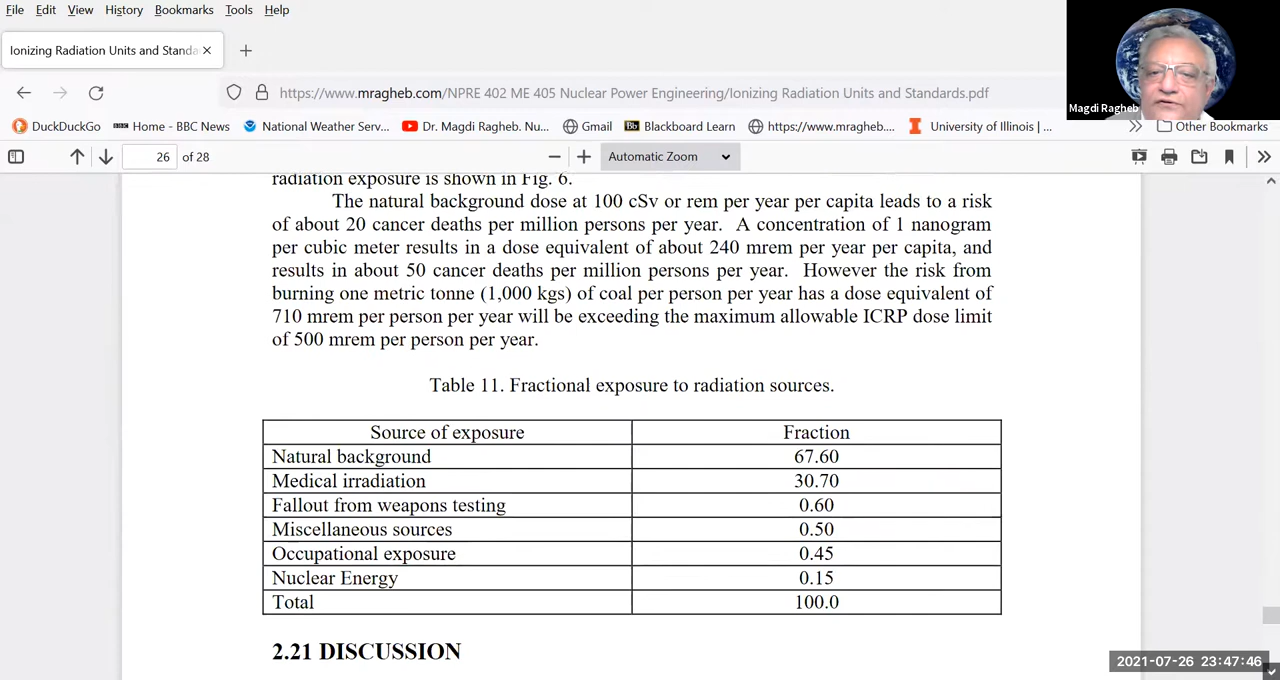 File Edit View History Bookmarks Tools Help
Ionizing Radiation Units and Standa
https://www.mragheb.com/NPRE 402 ME 405 Nuclear Power Engineering/Ionizing Radiation Units and Standards.pdf
Magdi Ragheb
DuckDuckGo BBC Home - BBC News National Weather Serv... Dr. Magdi Ragheb. Nu... Gmail Bb Blackboard Learn https://www.mragheb.... I University of Illinois |... Other Bookmarks
26 of 28 Automatic Zoom
radiation exposure is shown in Fig. 6.
The natural background dose at 100 cSv or rem per year per capita leads to a risk
of about 20 cancer deaths per million persons per year. A concentration of 1 nanogram
per cubic meter results in a dose equivalent of about 240 mrem per year per capita, and
results in about 50 cancer deaths per million persons per year. However the risk from
burning one metric tonne (1,000 kgs) of coal per person per year has a dose equivalent of
710 mrem per person per year will be exceeding the maximum allowable ICRP dose limit
of 500 mrem per person per year.
Table 11. Fractional exposure to radiation sources.
Source of exposure Fraction
Natural background 67.60
Medical irradiation 30.70
Fallout from weapons testing 0.60
Miscellaneous sources 0.50
Occupational exposure 0.45
Nuclear Energy 0.15
Total 100.0
2.21 DISCUSSION
2021-07-26 23:47:46